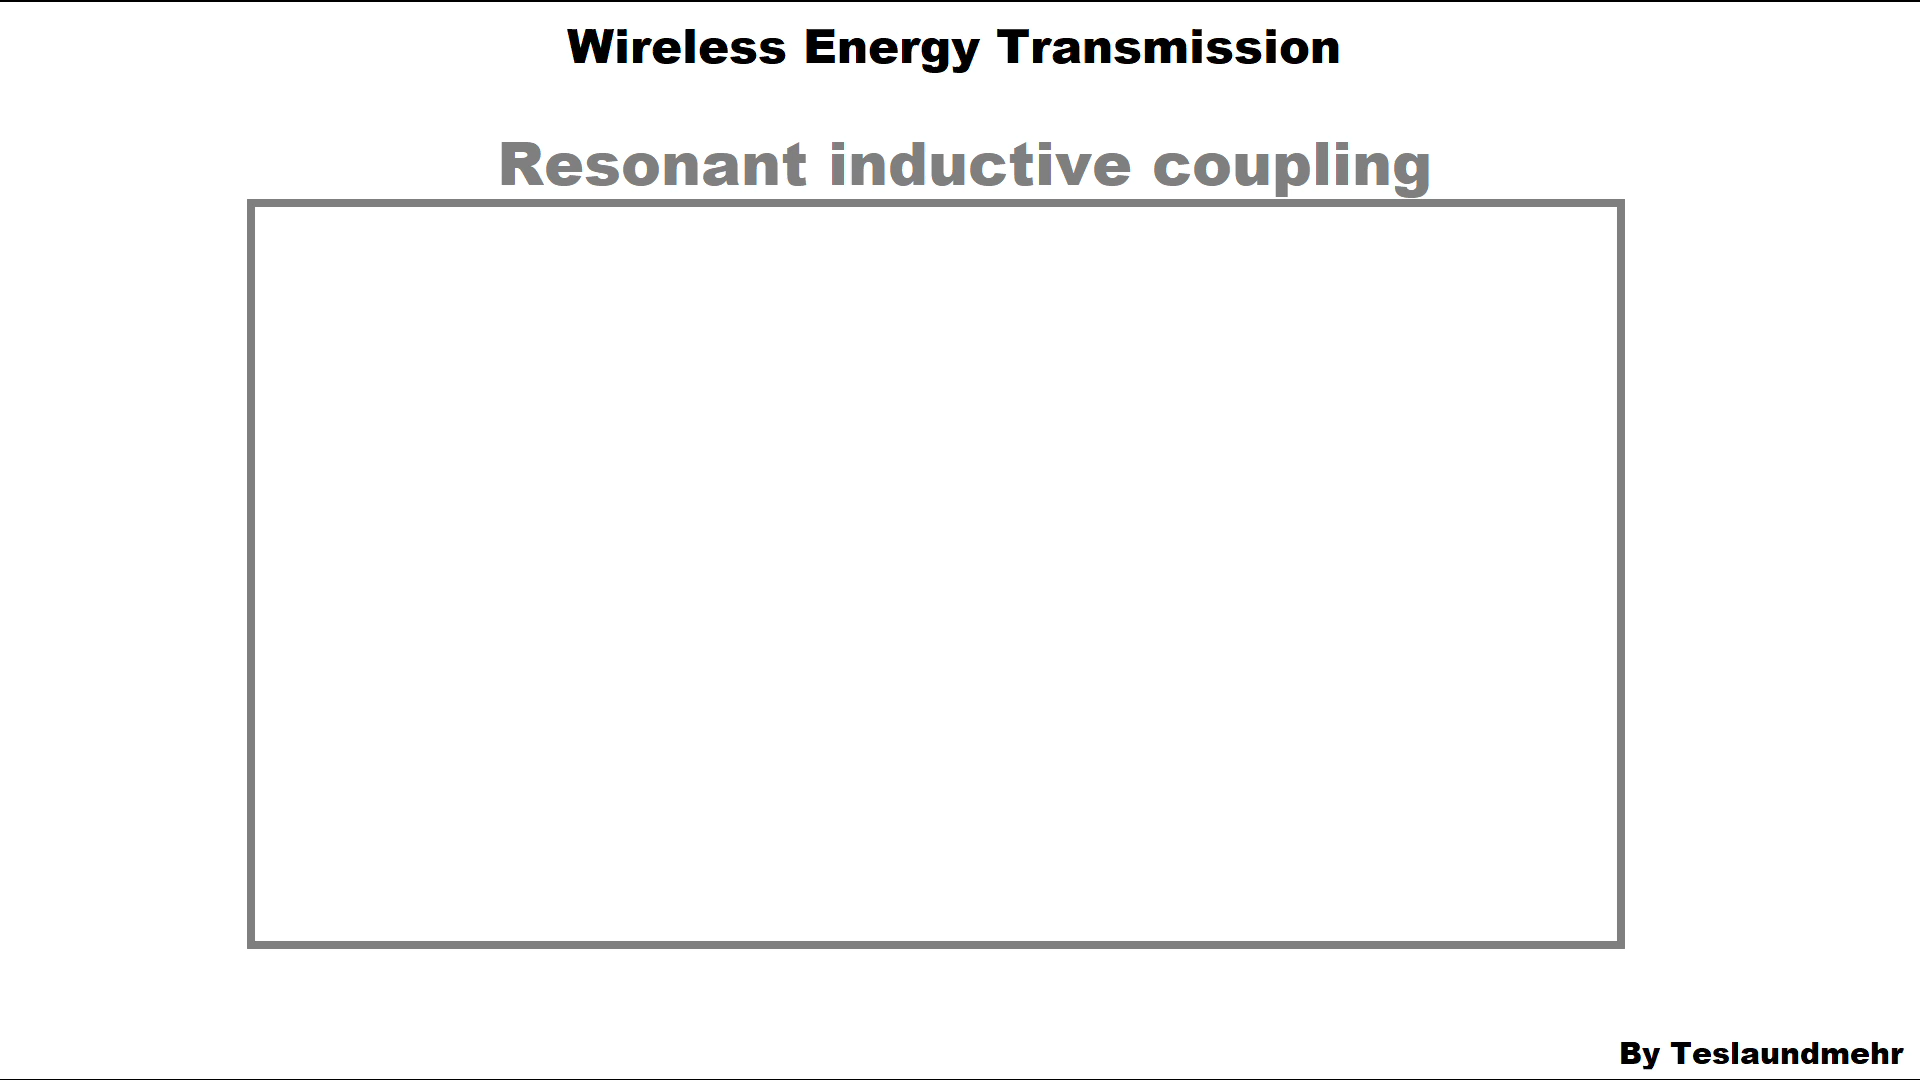 Wireless Energy Transmission
Resonant inductive coupling
By Teslaundmehr